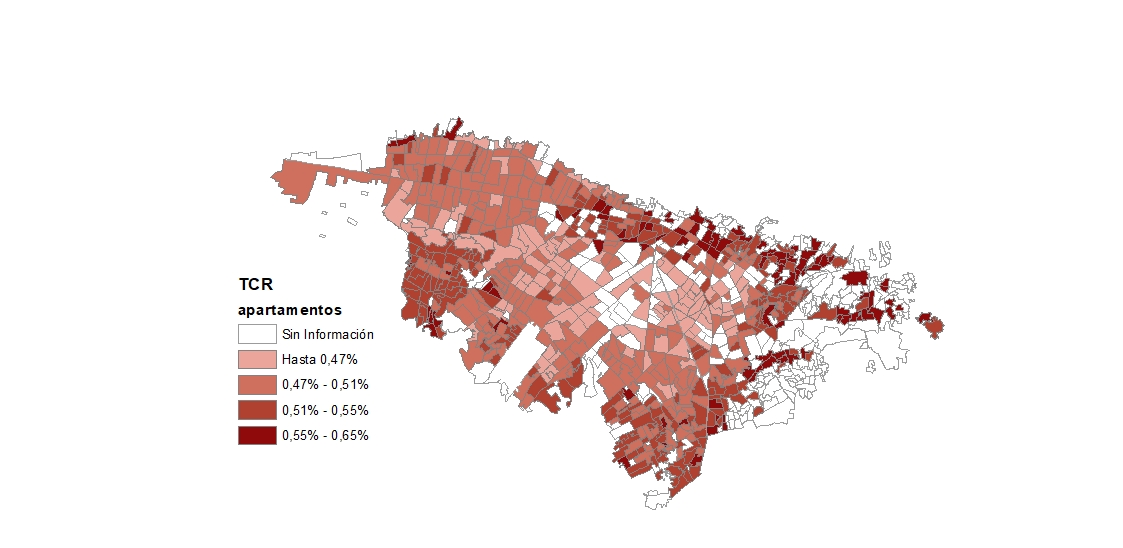 TCR
apartamentos
Sin Información
Hasta 0,47%
0,47% - 0,51%
0,51% - 0,55%
0,55% - 0,65%